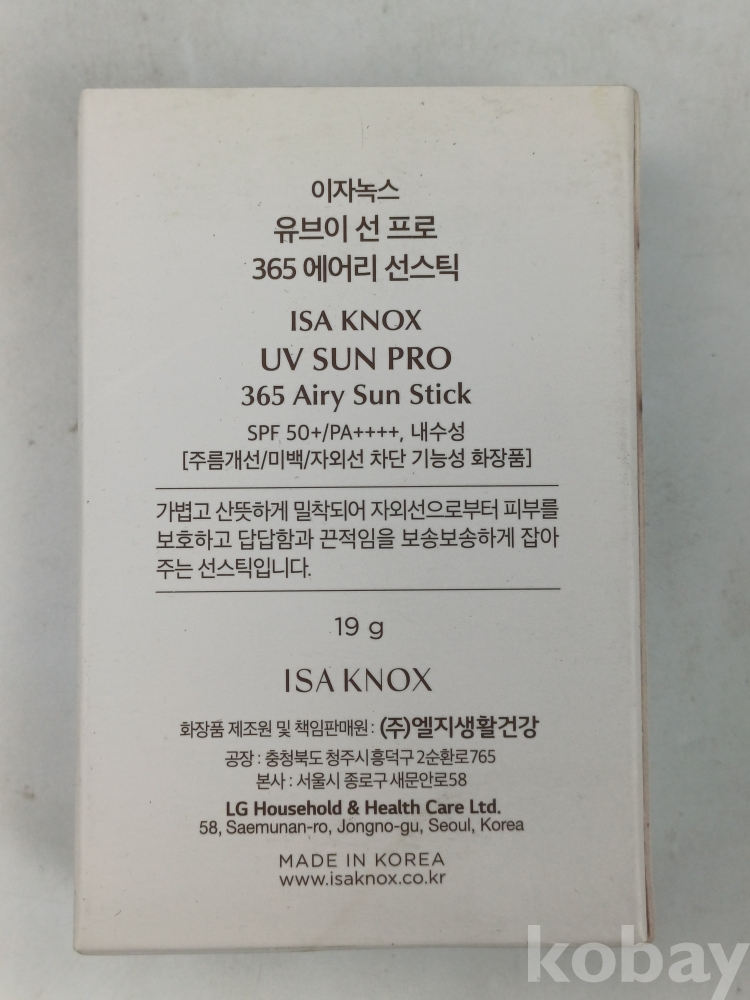 이자녹스
유브이 선 프로
365 에어리 선스틱
ISA KNOX
UV SUN PRO
365 Airy Sun Stick
SPF 50+/PA++++, 내수성
[주름개선/미백/자외선 차단 기능성 화장품]
가볍고 산뜻하게 밀착되어 자외선으로부터 피부를
보호하고 답답함과 끈적임을 보송보송하게 잡아
주는 선스틱입니다.
19 g
ISA KNOX
화장품 제조원 및 책임판매원 : (주)엘지생활건강
공장 : 충청북도 청주시 흥덕구 2순환로 765
본사 : 서울시 종로구 새문안로 58
LG Household & Health Care Ltd.
58, Saemunan-ro, Jongno-gu, Seoul, Korea
MADE IN KOREA
www.isaknox.co.kr
kobay